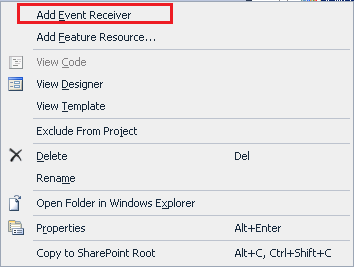 Add Event Receiver
Add Feature Resource...
View Code
View Designer
View Template
Exclude From Project
Delete Del
Rename
Open Folder in Windows Explorer
Properties Alt+Enter
Copy to SharePoint Root Alt+C, Ctrl+Shift+C